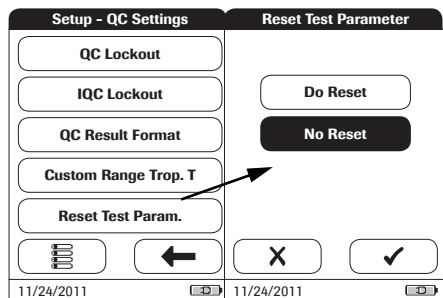 Setup - QC Settings
QC Lockout
IQC Lockout
QC Result Format
Custom Range Trop. T
Reset Test Param.
11/24/2011
Reset Test Parameter
Do Reset
No Reset
11/24/2011